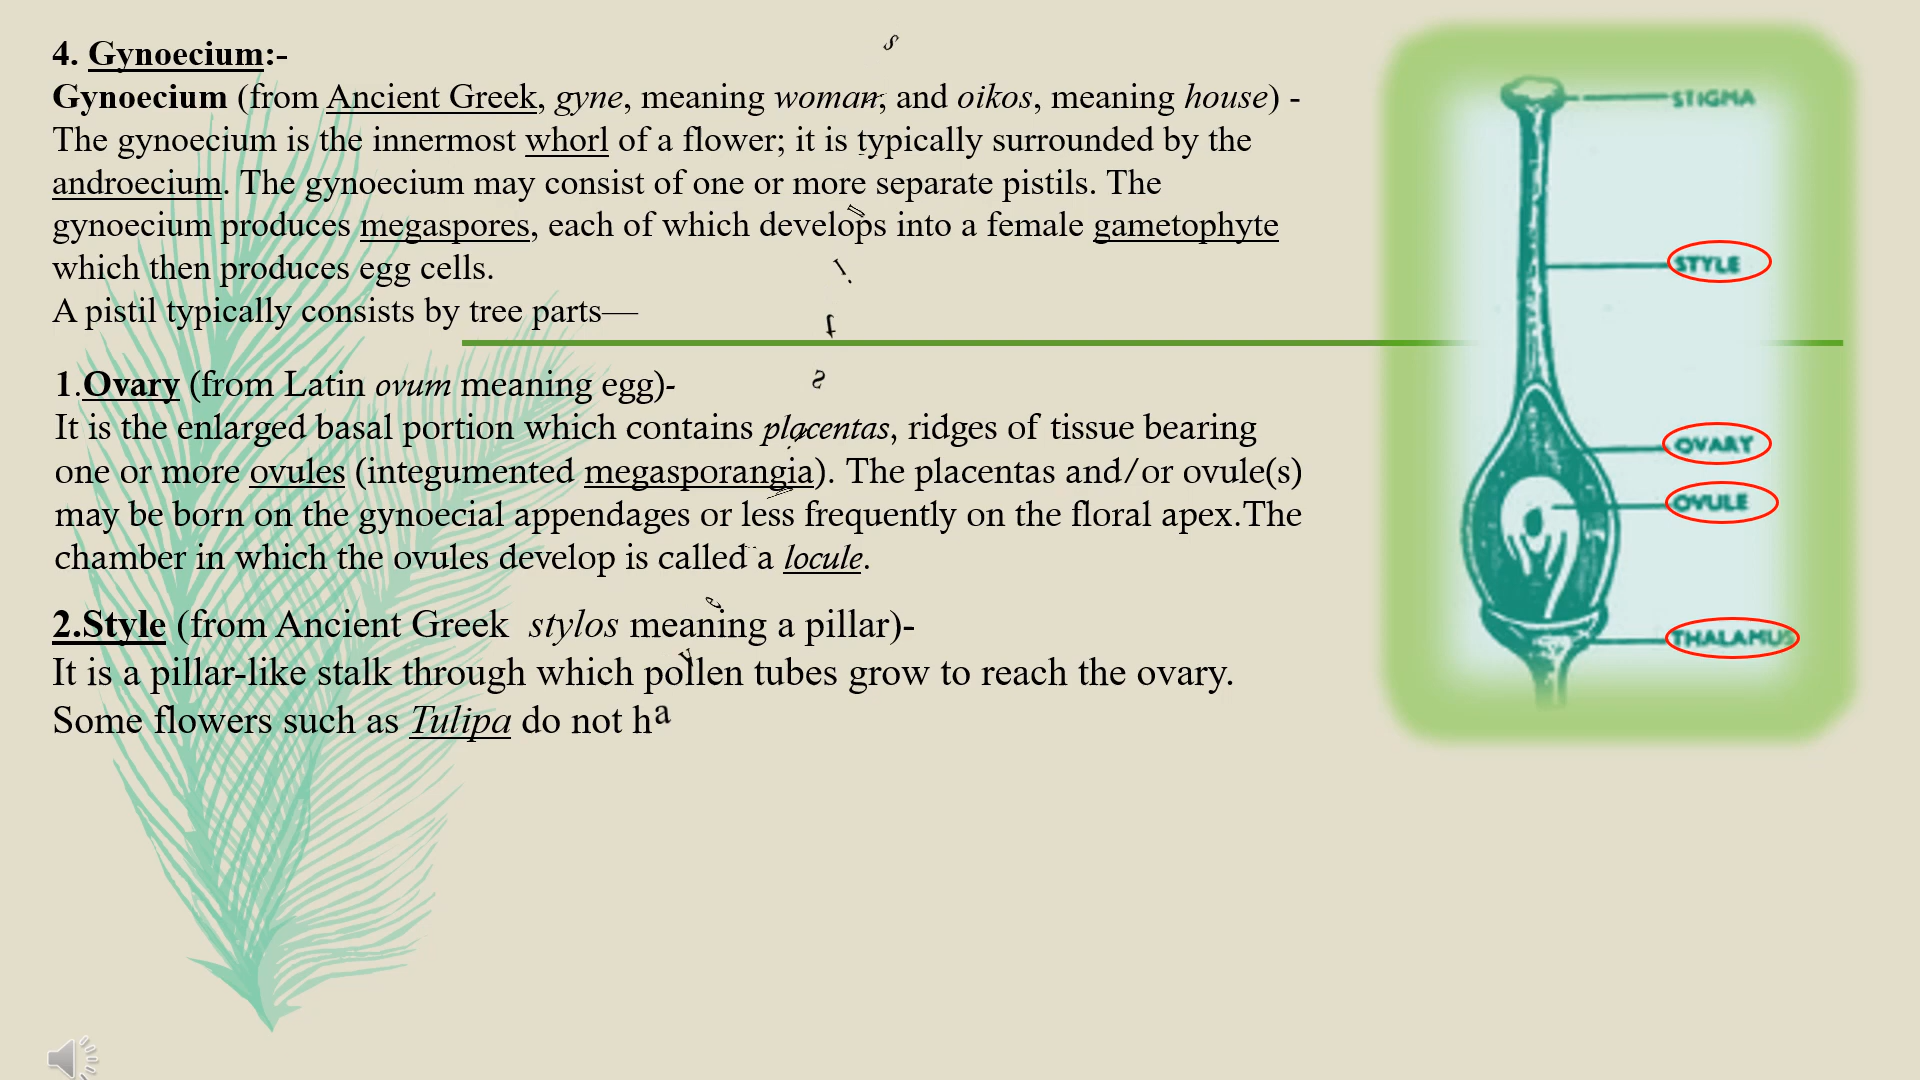 4. Gynoecium:-
Gynoecium (from Ancient Greek, gyne, meaning woman, and oikos, meaning house) -
The gynoecium is the innermost whorl of a flower; it is typically surrounded by the
androecium. The gynoecium may consist of one or more separate pistils. The
gynoecium produces megaspores, each of which develops into a female gametophyte
which then produces egg cells.
A pistil typically consists by tree parts—
1.Ovary (from Latin ovum meaning egg)-
It is the enlarged basal portion which contains placentas, ridges of tissue bearing
one or more ovules (integumented megasporangia). The placentas and/or ovule(s)
may be born on the gynoecial appendages or less frequently on the floral apex.The
chamber in which the ovules develop is called a locule.
2.Style (from Ancient Greek stylos meaning a pillar)-
It is a pillar-like stalk through which pollen tubes grow to reach the ovary.
Some flowers such as Tulipa do not ha
STIGMA
STYLE
OVARY
OVULE
THALAMUS